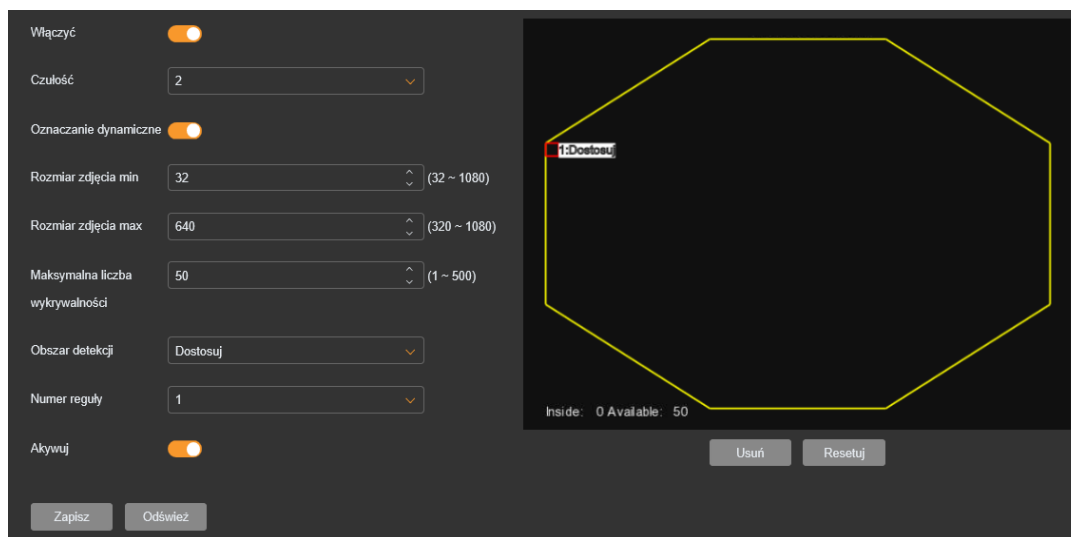 Włączyć
Czułość 2
Oznaczanie dynamiczne
Rozmiar zdjęcia min 32 (32 ~ 1080)
Rozmiar zdjęcia max 640 (320 ~ 1080)
Maksymalna liczba 50 (1 ~ 500)
wykrywalności
Obszar detekcji Dostosuj
Numer reguły 1
Akywuj
Zapisz Odśwież
1:Dostosuj
Inside: 0 Available: 50
Usuń Resetuj